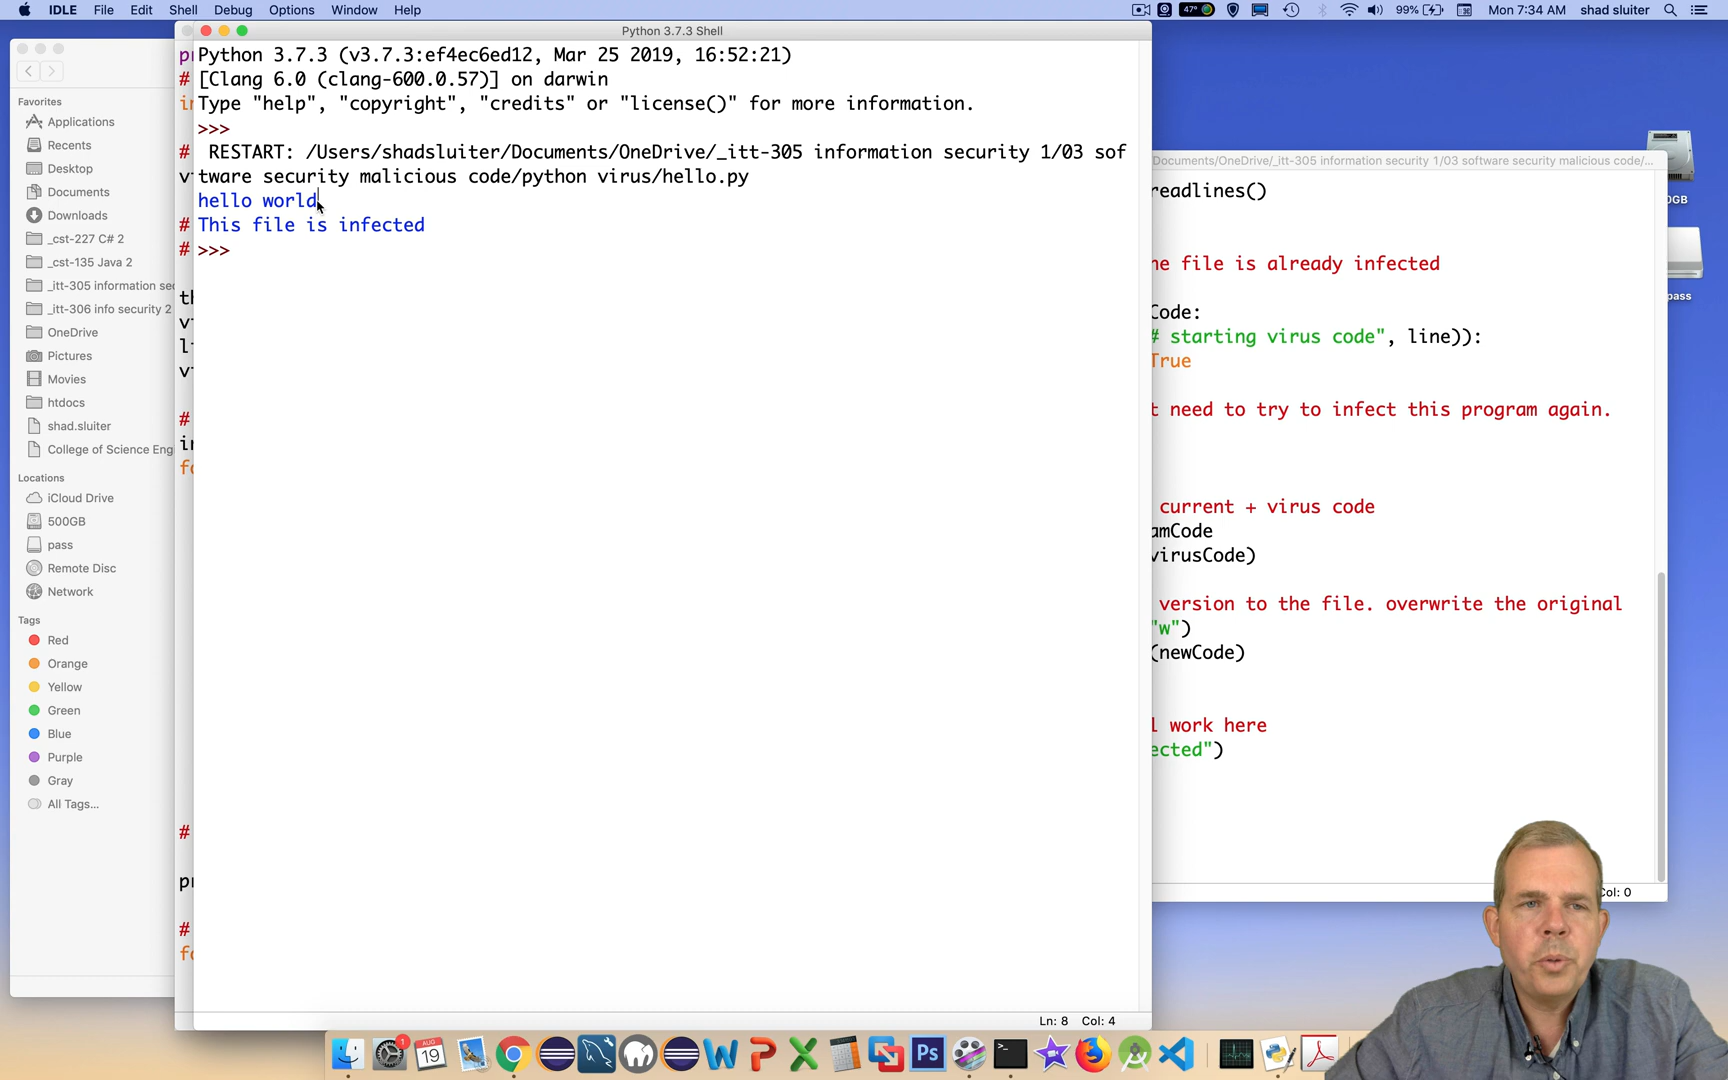 IDLE File Edit Shell Debug Options Window Help
47° 99% Mon 7:34 AM shad sluiter
Python 3.7.3 Shell
Python 3.7.3 (v3.7.3:ef4ec6ed12, Mar 25 2019, 16:52:21)
[Clang 6.0 (clang-600.0.57)] on darwin
Type "help", "copyright", "credits" or "license()" for more information.
>>>
RESTART: /Users/shadsluiter/Documents/OneDrive/_itt-305 information security 1/03 sof
tware security malicious code/python virus/hello.py
hello world
This file is infected
>>>
Ln: 8 Col: 4
Favorites
Applications
Recents
Desktop
Documents
Downloads
_cst-227 C# 2
_cst-135 Java 2
_itt-305 information sec
_itt-306 info security 2
OneDrive
Pictures
Movies
htdocs
shad.sluiter
College of Science Eng
Locations
iCloud Drive
500GB
pass
Remote Disc
Network
Tags
Red
Orange
Yellow
Green
Blue
Purple
Gray
All Tags...
Documents/OneDrive/_itt-305 information security 1/03 software security malicious code/...
readlines()
ne file is already infected
Code:
# starting virus code", line)):
True
t need to try to infect this program again.
current + virus code
amCode
virusCode)
version to the file. overwrite the original
"w")
(newCode)
l work here
ected")
Col: 0
0GB
pass
AUG
19